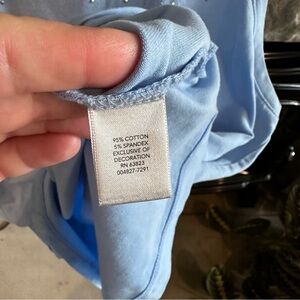 95% COTTON
5% SPANDEX
EXCLUSIVE OF
DECORATION
RN 63823
004827-7291